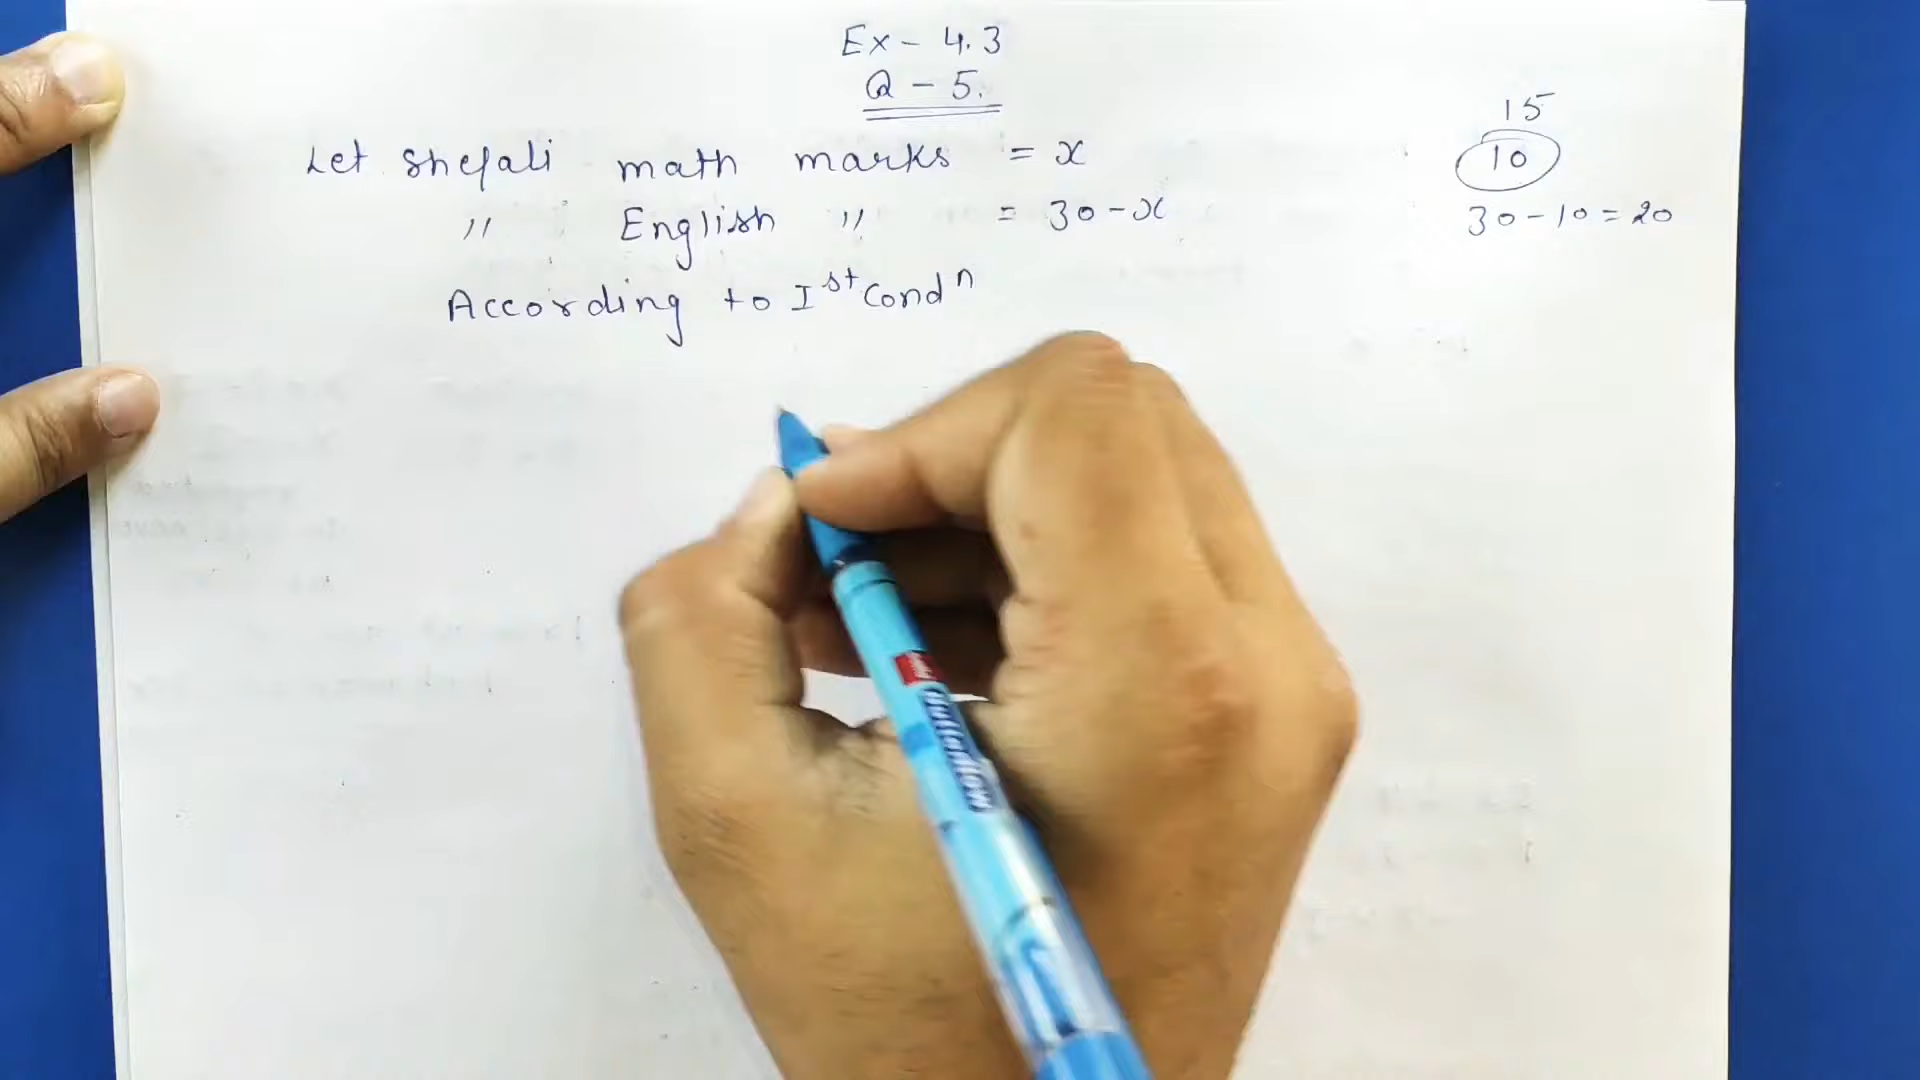 Ex - 4.3
Q - 5.
Let Shefali math marks = x
" English " = 30-x
According to Ist Condn
15
10
30-10=20